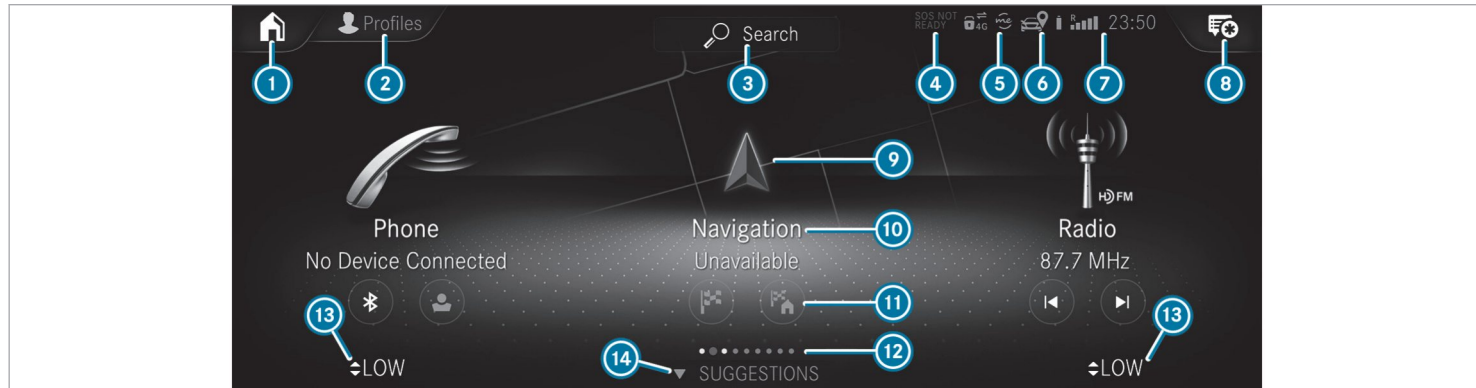 Profiles
Search
SOS NOT
READY
4G
me
R
23:50
1
2
3
4
5
6
7
8
9
HD FM
Phone
Navigation
10
Radio
No Device Connected
Unavailable
87.7 MHz
11
13
13
12
14
LOW
SUGGESTIONS
LOW